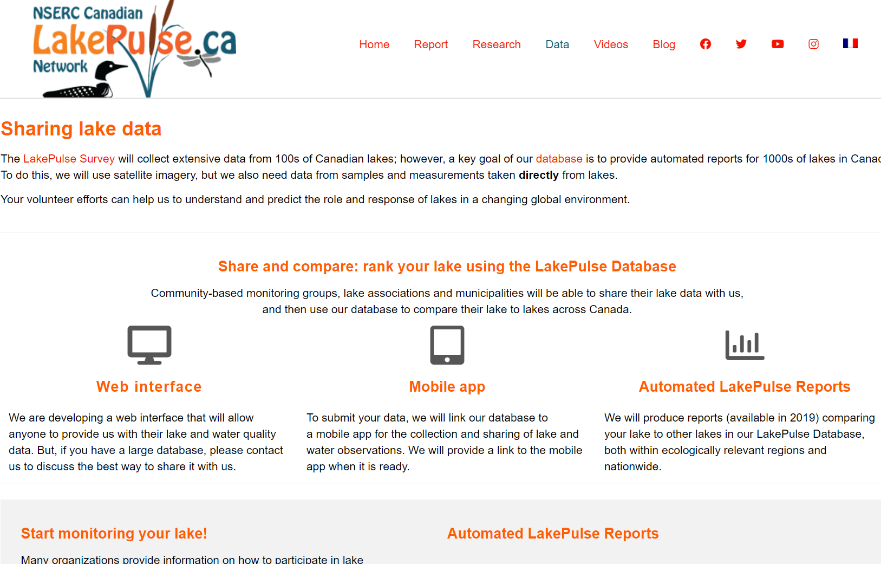 NSERC Canadian
LakePulse.ca
Network
Home Report Research Data Videos Blog
Sharing lake data
The LakePulse Survey will collect extensive data from 100s of Canadian lakes; however, a key goal of our database is to provide automated reports for 1000s of lakes in
To do this, we will use satellite imagery, but we also need data from samples and measurements taken directly from lakes.
Your volunteer efforts can help us to understand and predict the role and response of lakes in a changing global environment.
Share and compare: rank your lake using the LakePulse Database
Community-based monitoring groups, lake associations and municipalities will be able to share their lake data with us,
and then use our database to compare their lake to lakes across Canada.
Web interface
We are developing a web interface that will allow
anyone to provide us with their lake and water quality
data. But, if you have a large database, please contact
us to discuss the best way to share it with us.
Mobile app
To submit your data, we will link our database to
a mobile app for the collection and sharing of lake and
water observations. We will provide a link to the mobile
app when it is ready.
Automated LakePulse Reports
We will produce reports (available in 2019) comparing
your lake to other lakes in our LakePulse Database,
both within ecologically relevant regions and
nationwide.
Start monitoring your lake!
Many organizations provide information on how to participate in lake
Automated LakePulse Reports